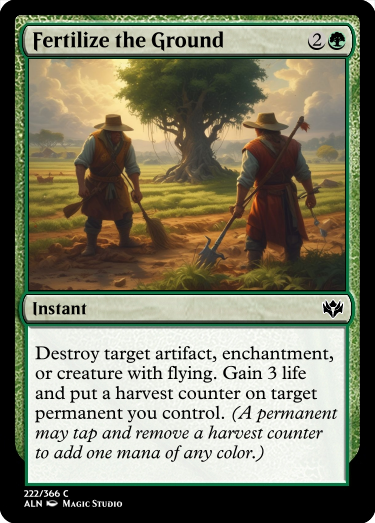 Fertilize the Ground 2
Instant
Destroy target artifact, enchantment,
or creature with flying. Gain 3 life
and put a harvest counter on target
permanent you control. (A permanent
may tap and remove a harvest counter
to add one mana of any color.)
222/366 C
ALN Magic Studio